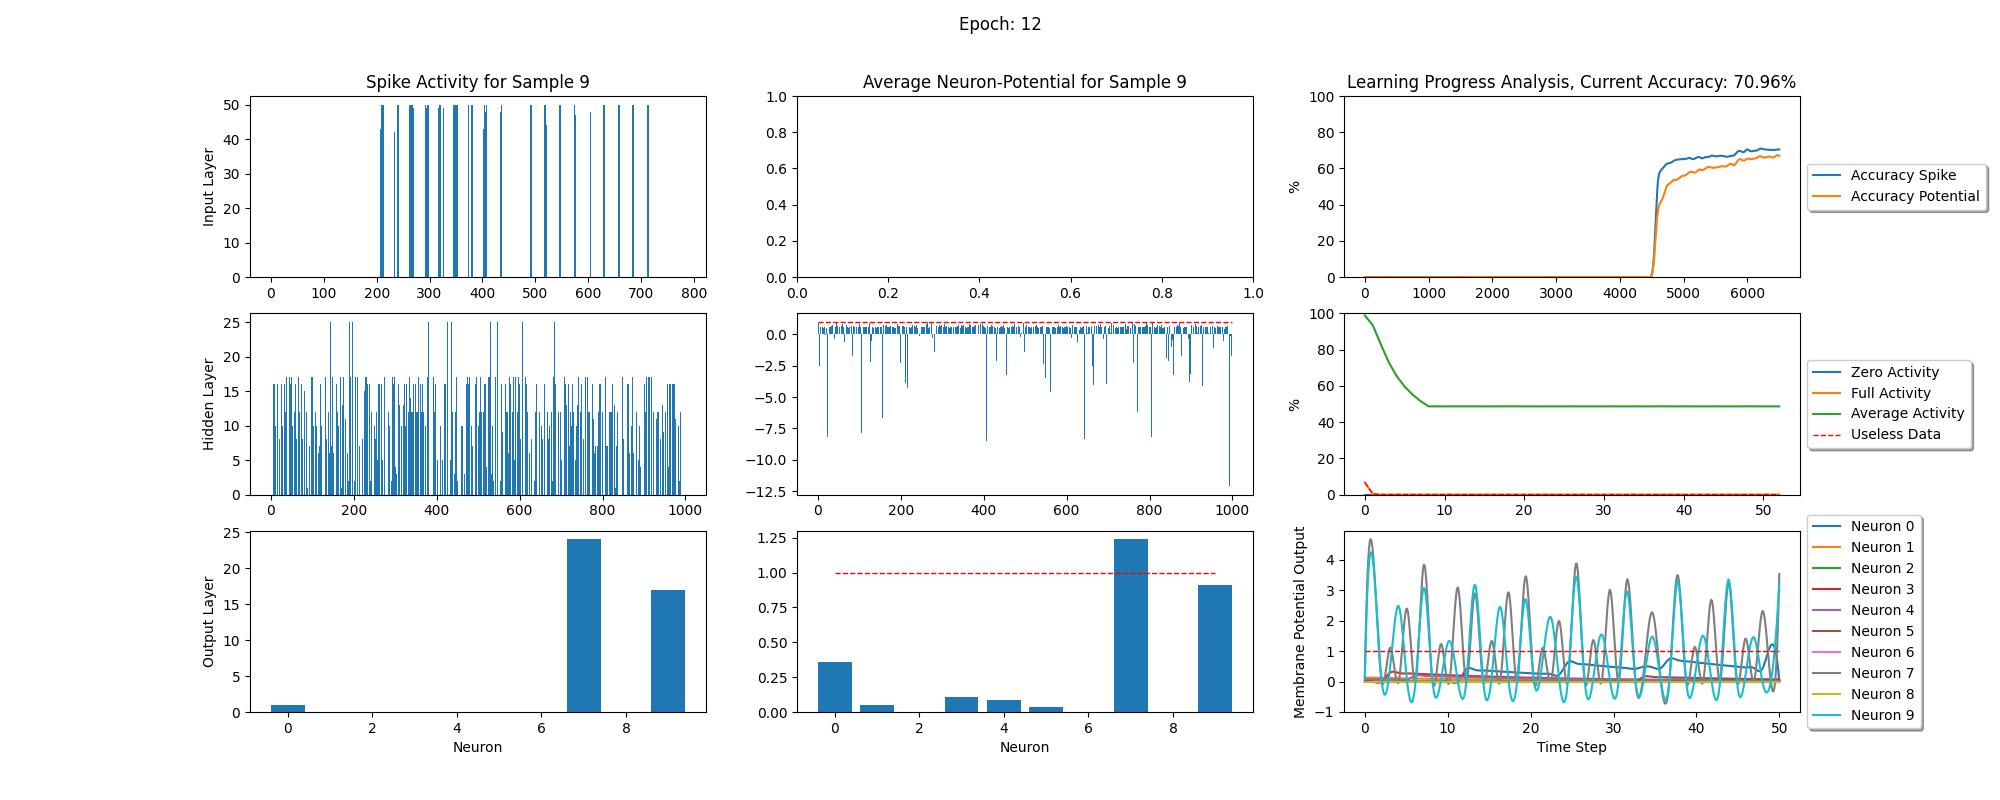 Epoch: 12
Spike Activity for Sample 9
Average Neuron-Potential for Sample 9
Learning Progress Analysis, Current Accuracy: 70.96%
Input Layer
50
40
30
20
10
0
0 100 200 300 400 500 600 700 800
1.0
0.8
0.6
0.4
0.2
0.0
0.0 0.2 0.4 0.6 0.8 1.0
%
100
80
60
40
20
0
0 1000 2000 3000 4000 5000 6000
Accuracy Spike
Accuracy Potential
Hidden Layer
25
20
15
10
5
0
0 200 400 600 800 1000
0.0
−2.5
−5.0
−7.5
−10.0
−12.5
0 200 400 600 800 1000
%
100
80
60
40
20
0
0 10 20 30 40 50
Zero Activity
Full Activity
Average Activity
Useless Data
Output Layer
25
20
15
10
5
0
0 2 4 6 8
Neuron
1.25
1.00
0.75
0.50
0.25
0.00
0 2 4 6 8
Neuron
Membrane Potential Output
4
3
2
1
0
−1
0 10 20 30 40 50
Time Step
Neuron 0
Neuron 1
Neuron 2
Neuron 3
Neuron 4
Neuron 5
Neuron 6
Neuron 7
Neuron 8
Neuron 9